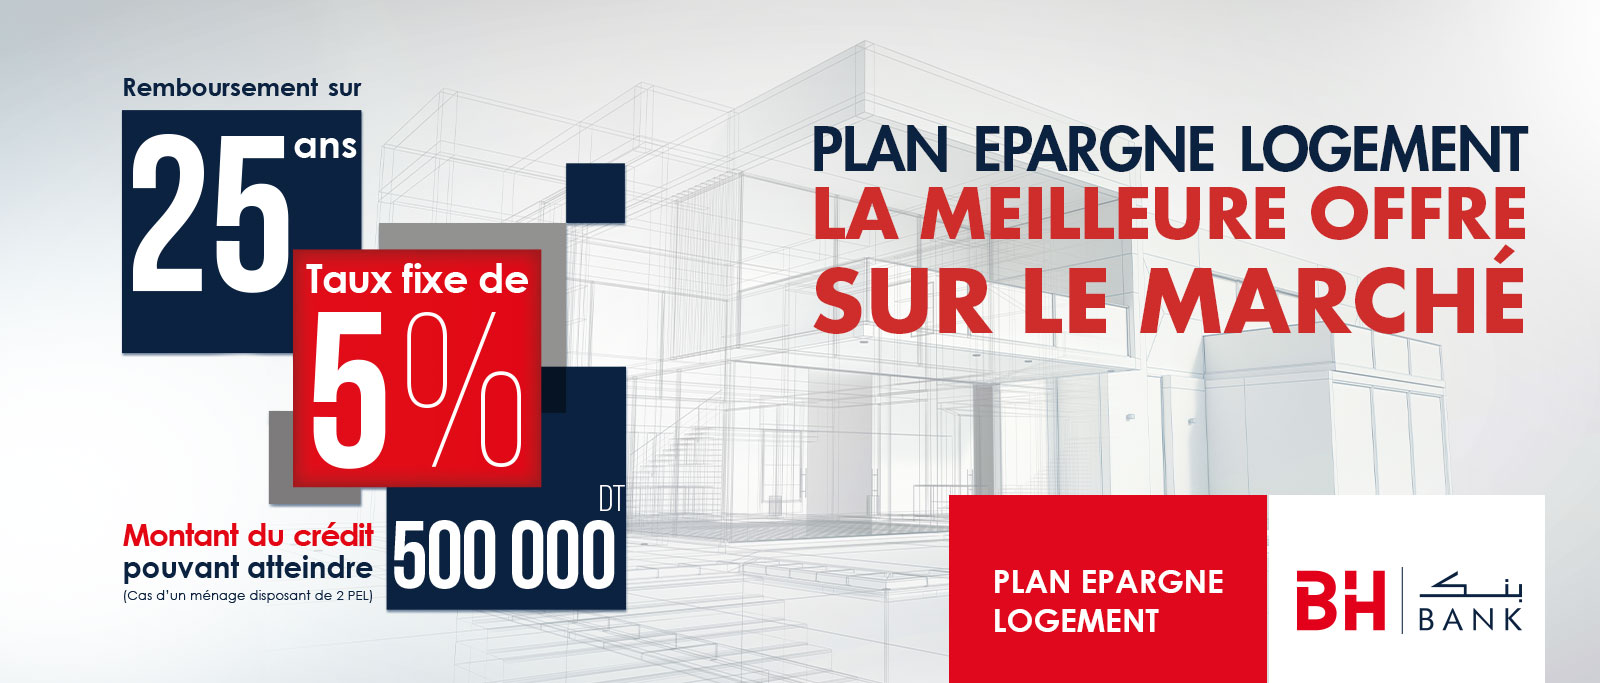 Remboursement sur
25 ans
Taux fixe de
5%
DT
500 000
Montant du crédit
pouvant atteindre
(Cas d'un ménage disposant de 2 PEL)
PLAN EPARGNE LOGEMENT
LA MEILLEURE OFFRE
SUR LE MARCHÉ
PLAN EPARGNE
LOGEMENT
BH
بنك
BANK